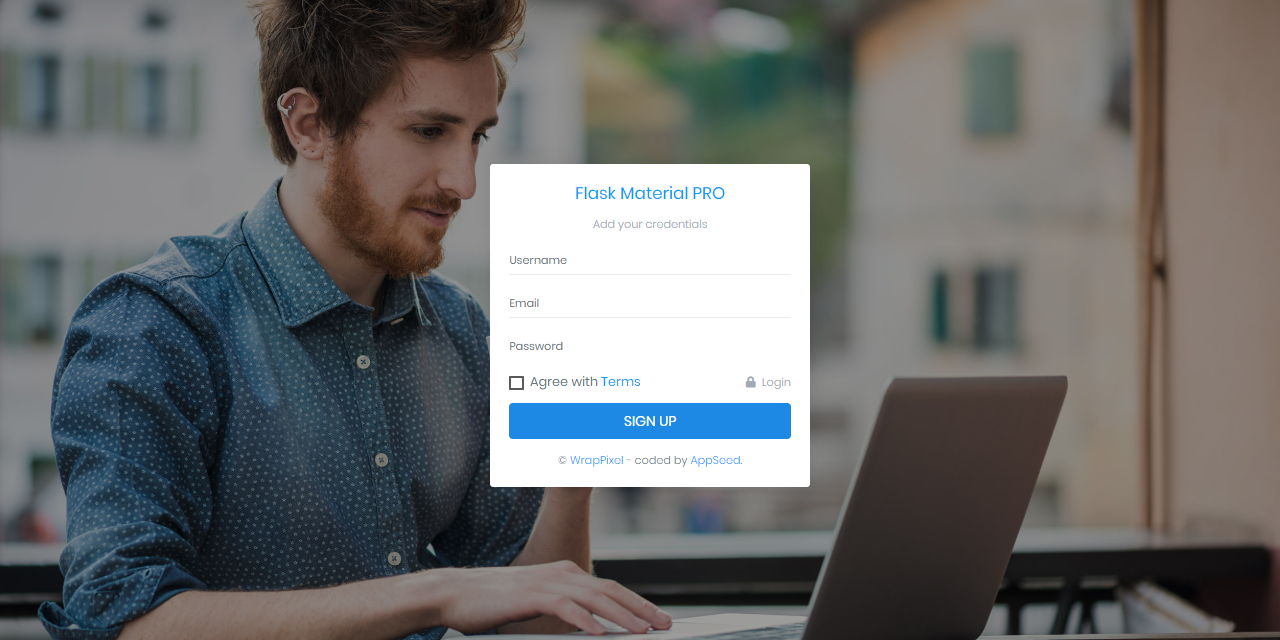 Flask Material PRO
Add your credentials
Username
Email
Password
Agree with Terms
Login
SIGN UP
© WrapPixel - coded by AppSeed.